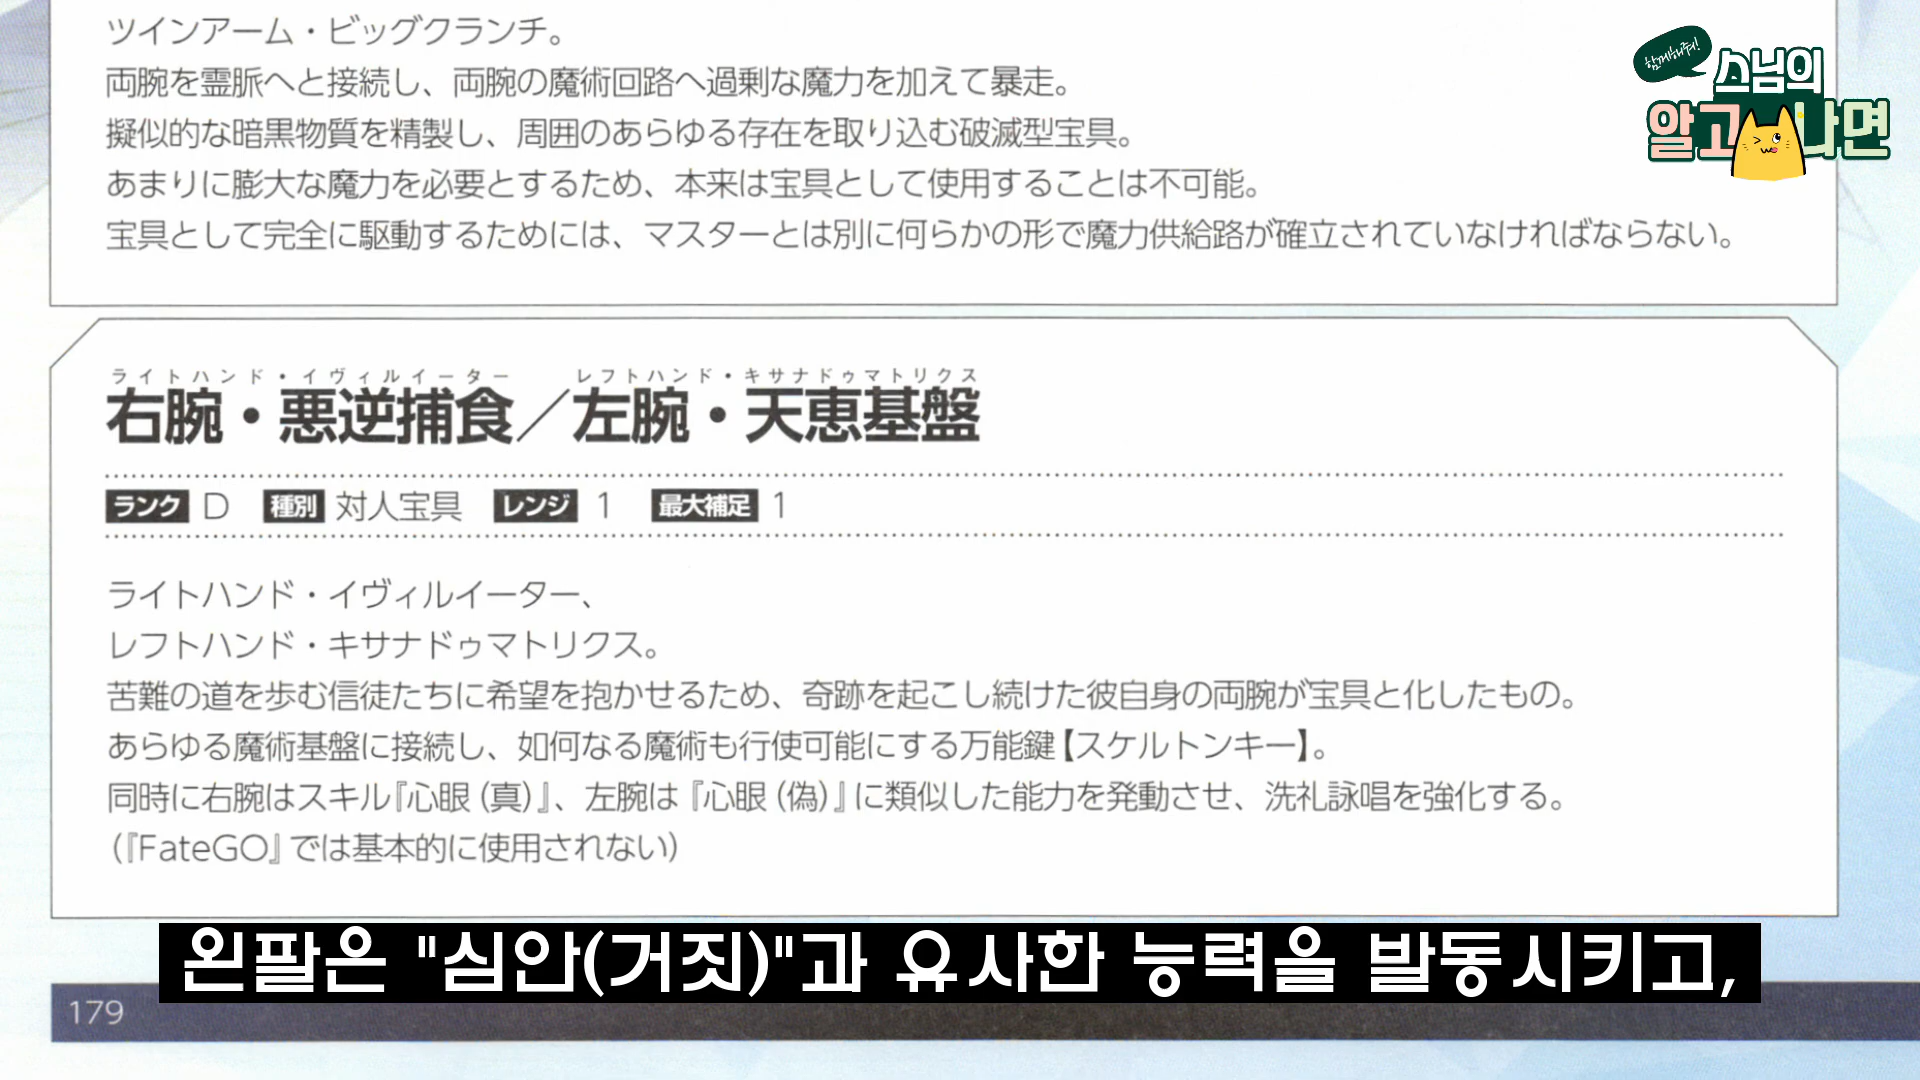 ツインアーム・ビッグクランチ。
両腕を霊脈へと接続し、両腕の魔術回路へ過剰な魔力を加えて暴走。
擬似的な暗黒物質を精製し、周囲のあらゆる存在を取り込む破滅型宝具。
あまりに膨大な魔力を必要とするため、本来は宝具として使用することは不可能。
宝具として完全に駆動するためには、マスターとは別に何らかの形で魔力供給路が確立されていなければならない。
함께해줘!
스님의
알고 나면
ライトハンド・イヴィルイーター レフトハンド・キサナドゥマトリクス
右腕・悪逆捕食／左腕・天恵基盤
ランク D 種別 対人宝具 レンジ 1 最大補足 1
ライトハンド・イヴィルイーター、
レフトハンド・キサナドゥマトリクス。
苦難の道を歩む信徒たちに希望を抱かせるため、奇跡を起こし続けた彼自身の両腕が宝具と化したもの。
あらゆる魔術基盤に接続し、如何なる魔術も行使可能にする万能鍵【スケルトンキー】。
同時に右腕はスキル『心眼（真）』、左腕は『心眼（偽）』に類似した能力を発動させ、洗礼詠唱を強化する。
（『FateGO』では基本的に使用されない）
왼팔은 "심안(거짓)"과 유사한 능력을 발동시키고,
179